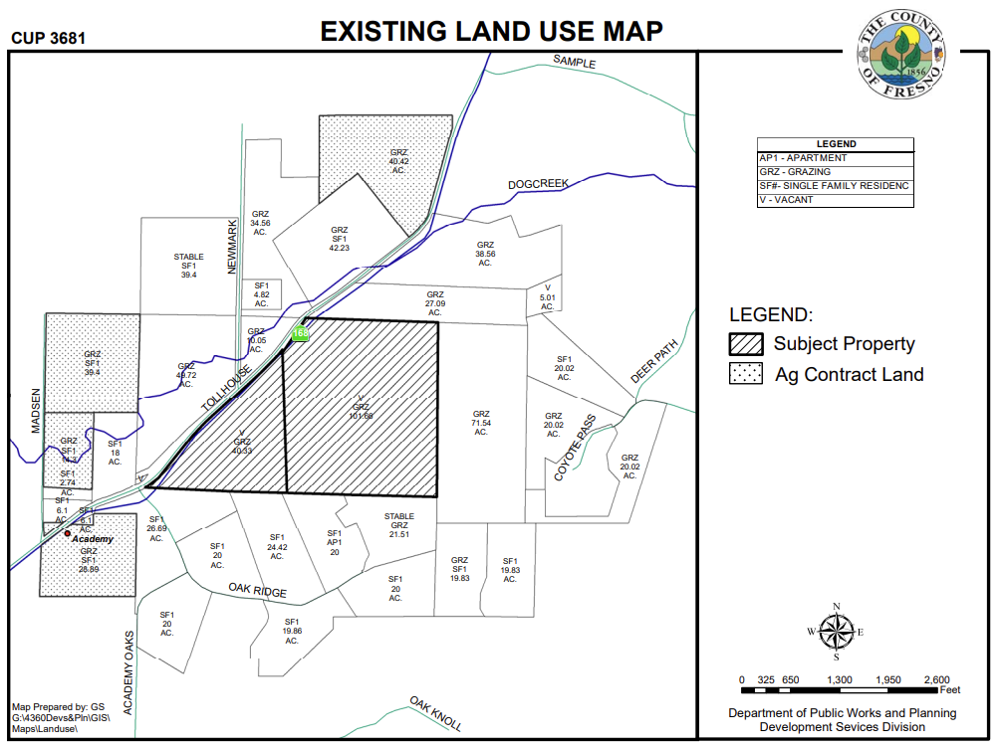 CUP 3681
EXISTING LAND USE MAP
THE COUNTY
OF FRESNO
1856
SAMPLE
LEGEND
AP1 - APARTMENT
GRZ - GRAZING
SF#- SINGLE FAMILY RESIDENC
V - VACANT
GRZ
40.42
AC.
DOGCREEK
GRZ
34.56
AC.
GRZ
SF1
42.23
NEWMARK
STABLE
SF1
39.4
GRZ
38.56
AC.
SF1
4.82
AC.
V
5.01
AC.
GRZ
27.09
AC.
168
GRZ
10.05
AC.
LEGEND:
Subject Property
Ag Contract Land
GRZ
SF1
39.4
GRZ
49.72
AC.
TOLLHOUSE
SF1
20.02
AC.
DEER PATH
MADSEN
V
GRZ
101.66
GRZ
71.54
AC.
GRZ
20.02
AC.
COYOTE PASS
V
GRZ
40.33
GRZ
SF1
SF1
18
AC.
GRZ
20.02
AC.
SF1
2.74
AC.
V
SF1
6.1
AC.
SF1
6.1
AC.
Academy
GRZ
SF1
28.89
SF1
26.69
AC.
SF1
20
AC.
SF1
24.42
AC.
SF1
AP1
20
STABLE
GRZ
21.51
SF1
20
AC.
GRZ
SF1
19.83
SF1
19.83
AC.
OAK RIDGE
SF1
20
AC.
SF1
19.86
AC.
ACADEMY OAKS
OAK KNOLL
N
W E
S
0 325 650 1,300 1,950 2,600
Feet
Map Prepared by: GS
G:\4360Devs&Pln\GIS\
Maps\Landuse\
Department of Public Works and Planning
Development Sevices Division